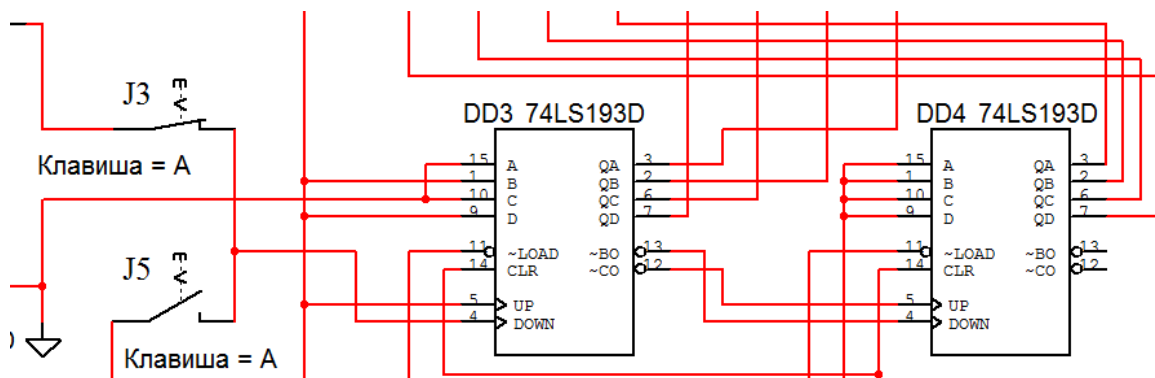 J3
Клавиша = A
J5
Клавиша = A
DD3 74LS193D
15 A QA 3
1 B QB 2
10 C QC 6
9 D QD 7
11 ~LOAD ~BO 13
14 CLR ~CO 12
5 UP
4 DOWN
DD4 74LS193D
15 A QA 3
1 B QB 2
10 C QC 6
9 D QD 7
11 ~LOAD ~BO 13
14 CLR ~CO 12
5 UP
4 DOWN